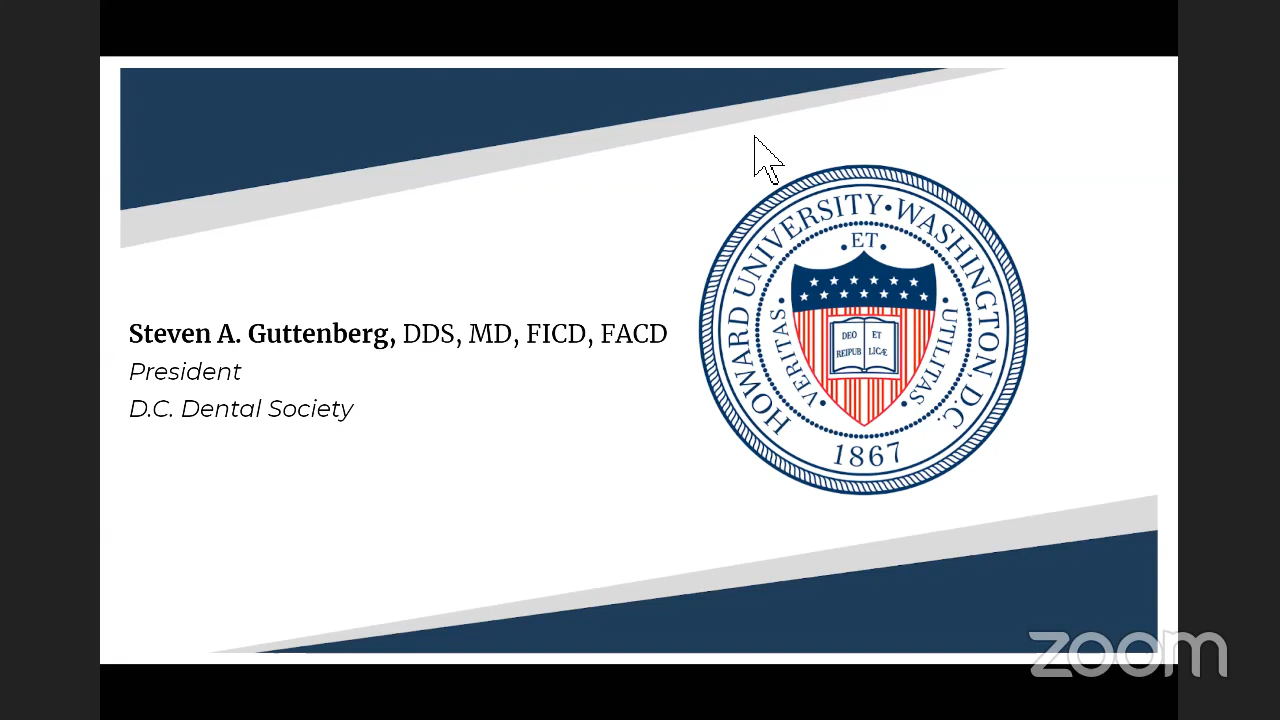 Steven A. Guttenberg, DDS, MD, FICD, FACD
President
D.C. Dental Society
HOWARD UNIVERSITY • WASHINGTON, D.C.
• ET •
• VERITAS •
• UTILITAS •
DEO ET
REIPUB LICÆ
1867
zoom